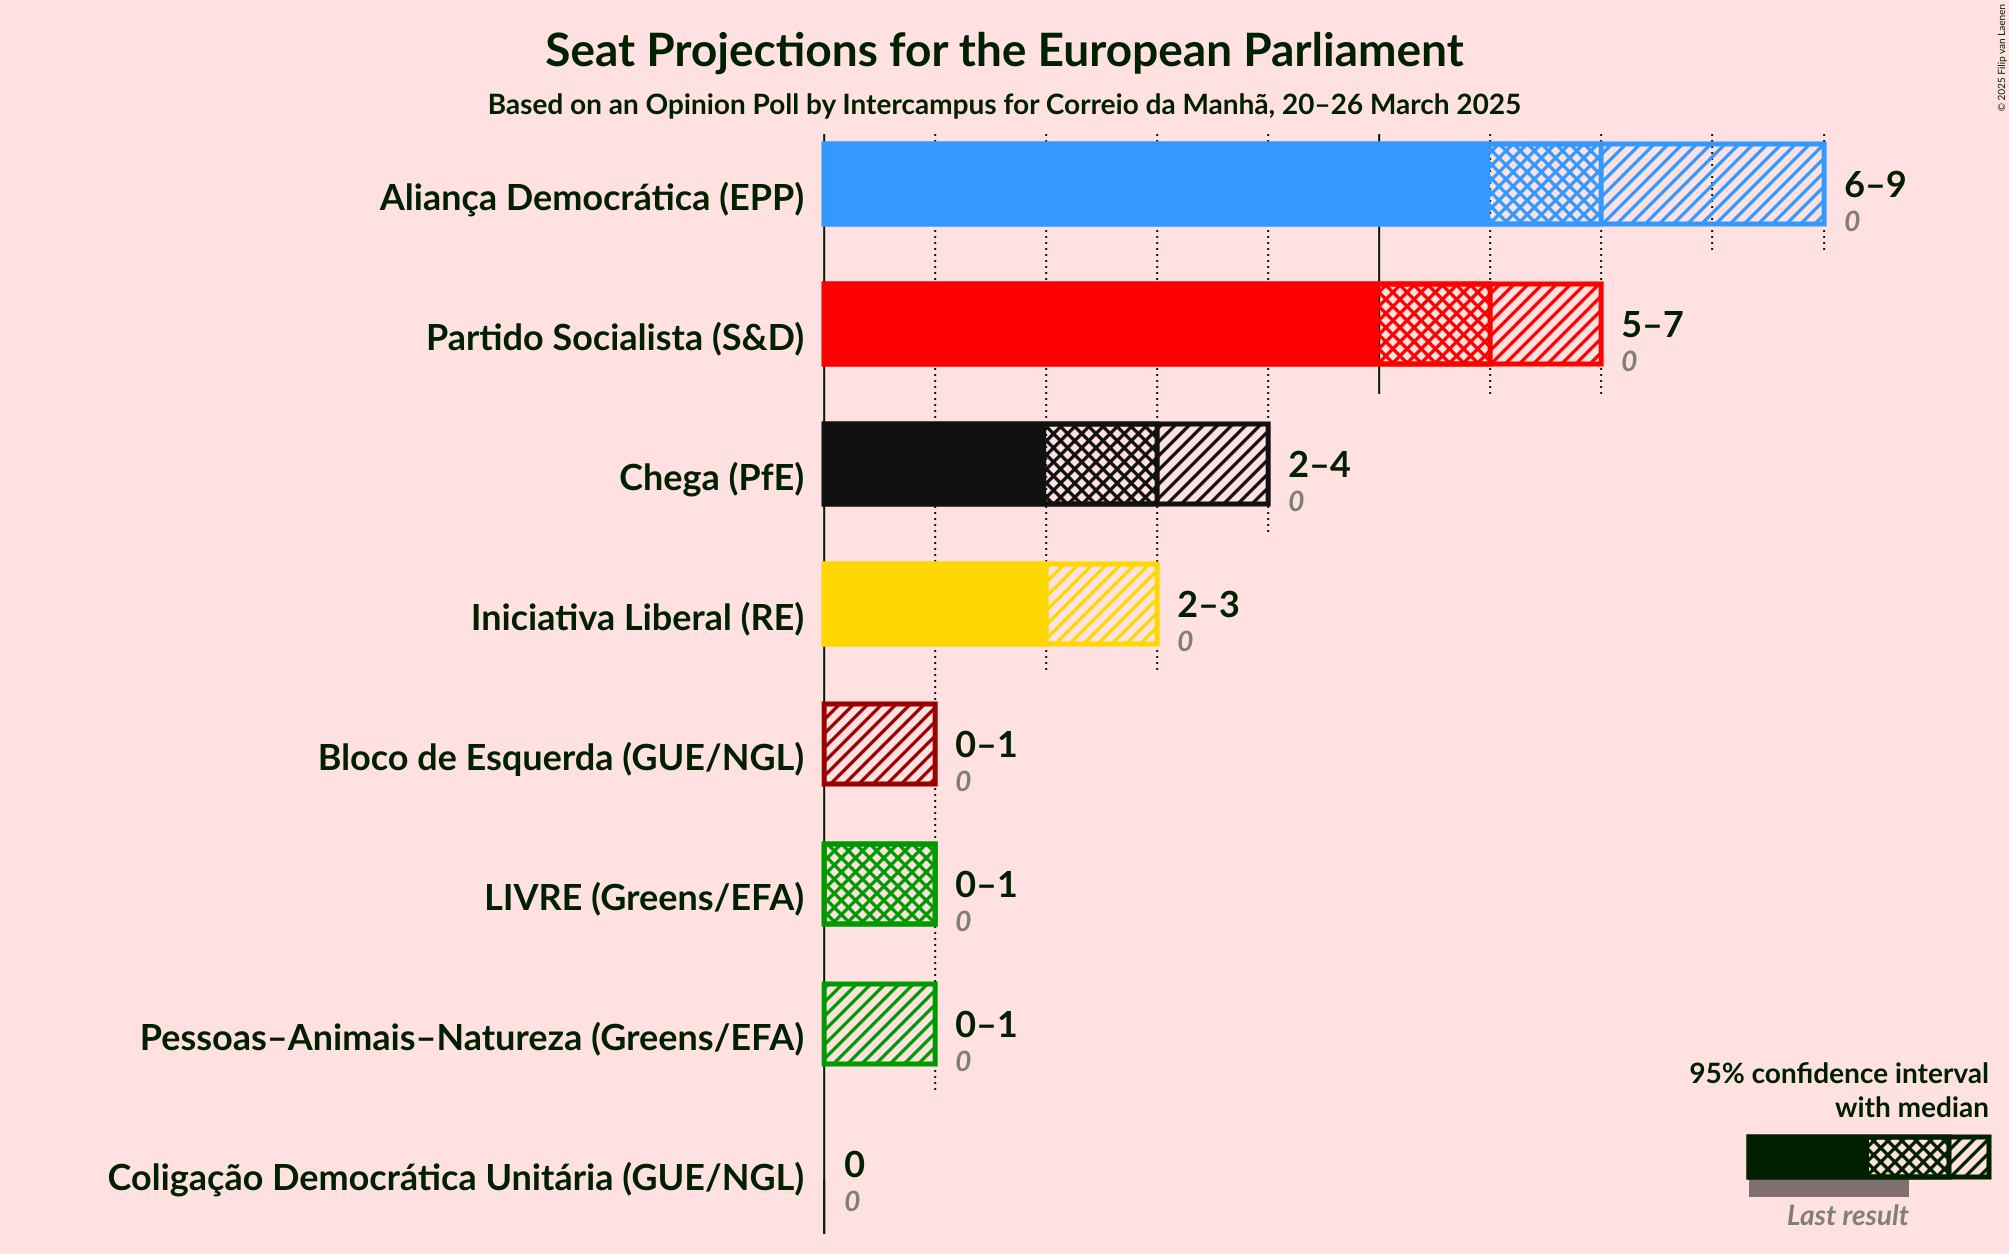 Seat Projections for the European Parliament
Based on an Opinion Poll by Intercampus for Correio da Manhã, 20–26 March 2025
© 2025 Filip van Laenen
Aliança Democrática (EPP)
6–9
0
Partido Socialista (S&D)
5–7
0
Chega (PfE)
2–4
0
Iniciativa Liberal (RE)
2–3
0
Bloco de Esquerda (GUE/NGL)
0–1
0
LIVRE (Greens/EFA)
0–1
0
Pessoas–Animais–Natureza (Greens/EFA)
0–1
0
Coligação Democrática Unitária (GUE/NGL)
0
0
95% confidence interval
with median
Last result